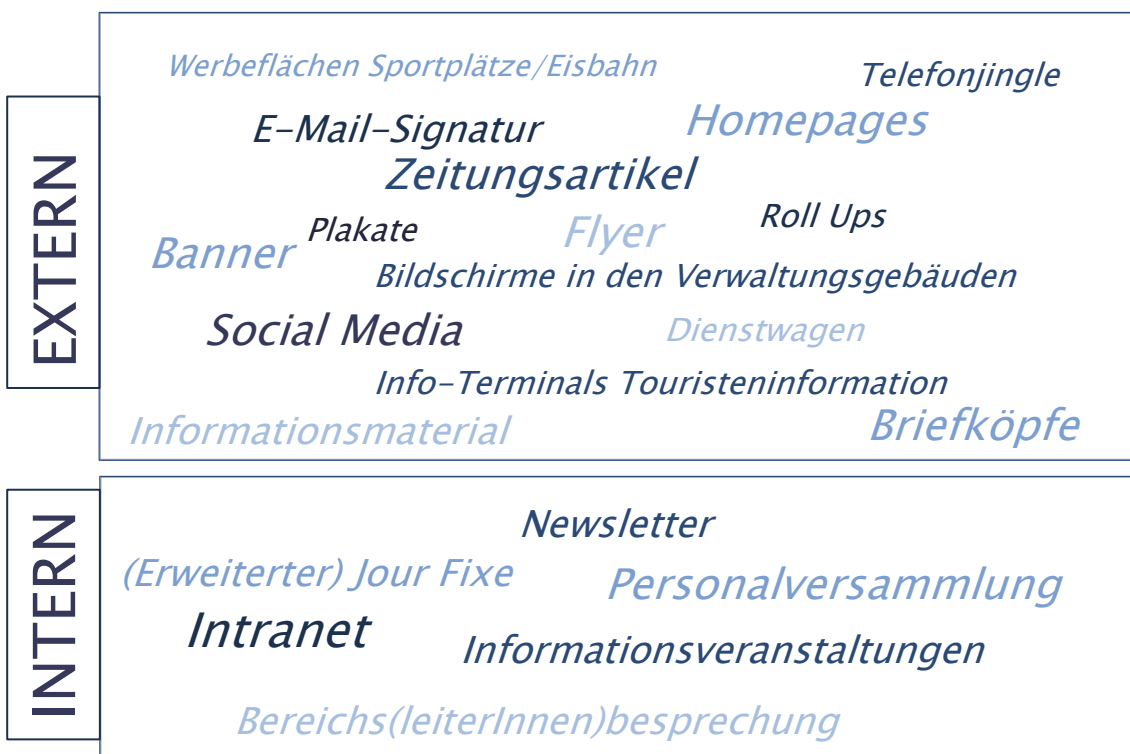 EXTERN
Werbeflächen Sportplätze/Eisbahn
Telefonjingle
E-Mail-Signatur
Homepages
Zeitungsartikel
Plakate
Flyer
Roll Ups
Banner
Bildschirme in den Verwaltungsgebäuden
Social Media
Dienstwagen
Info-Terminals Touristeninformation
Informationsmaterial
Briefköpfe
INTERN
Newsletter
(Erweiterter) Jour Fixe
Personalversammlung
Intranet
Informationsveranstaltungen
Bereichs(leiterInnen)besprechung